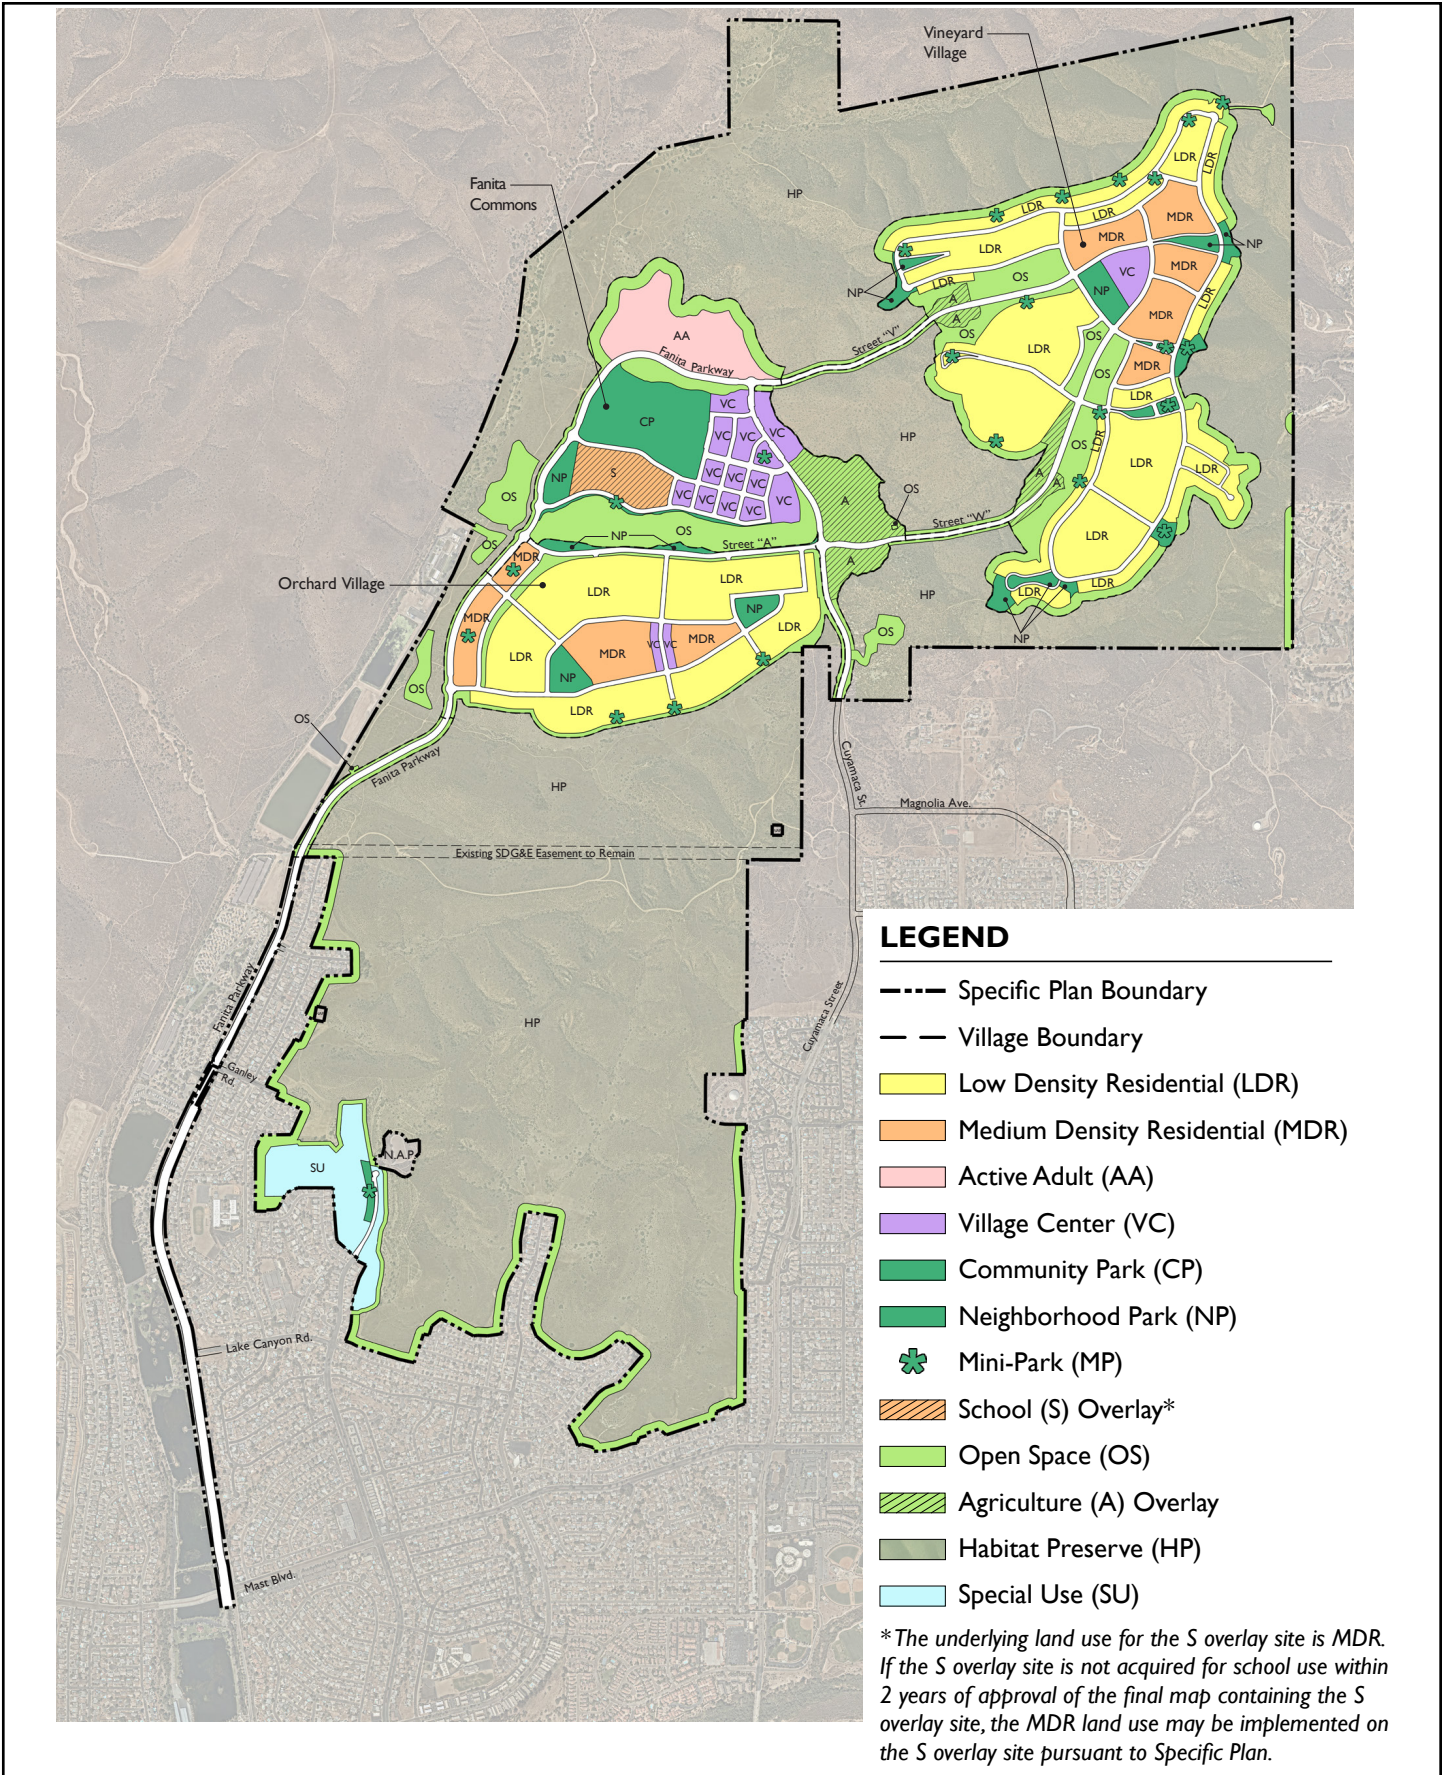 Vineyard
Village
Fanita
Commons
HP
LDR
LDR
LDR
LDR
LDR
MDR
MDR
NP
LDR
OS
VC
MDR
NP
LDR
A
NP
MDR
LDR
A
OS
Street "V"
LDR
OS
OS
MDR
LDR
AA
Fanita Parkway
VC
CP
VC
VC
VC
HP
OS
LDR
LDR
LDR
S
NP
VC
VC
VC
VC
VC
VC
VC
VC
A
A
A
OS
OS
OS
Street "W"
LDR
NP
Street "A"
OS
MDR
A
Orchard Village
LDR
LDR
HP
LDR
LDR
NP
NP
MDR
LDR
OS
MDR
VC
VC
MDR
LDR
NP
OS
LDR
OS
Fanita Parkway
Cuyamaca St.
HP
Magnolia Ave.
Existing SDG&E Easement to Remain
Fanita Parkway
HP
Cuyamaca Street
Ganley
Rd.
N.A.P.
SU
Lake Canyon Rd.
Mast Blvd.
LEGEND
Specific Plan Boundary
Village Boundary
Low Density Residential (LDR)
Medium Density Residential (MDR)
Active Adult (AA)
Village Center (VC)
Community Park (CP)
Neighborhood Park (NP)
Mini-Park (MP)
School (S) Overlay*
Open Space (OS)
Agriculture (A) Overlay
Habitat Preserve (HP)
Special Use (SU)
* The underlying land use for the S overlay site is MDR.
If the S overlay site is not acquired for school use within
2 years of approval of the final map containing the S
overlay site, the MDR land use may be implemented on
the S overlay site pursuant to Specific Plan.